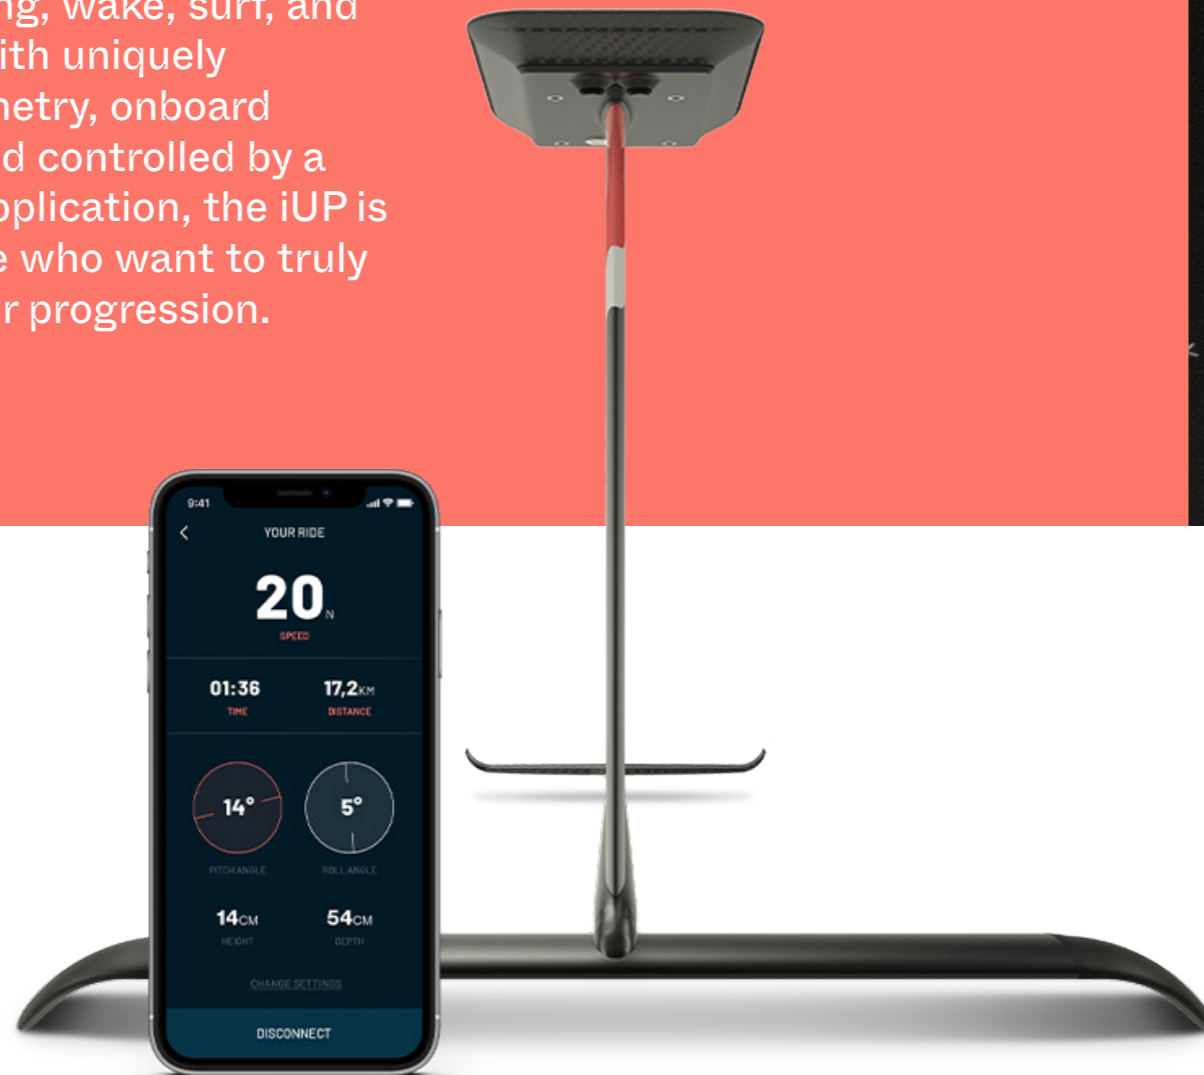 ng, wake, surf, and
ith uniquely
netry, onboard
d controlled by a
pplication, the iUP is
e who want to truly
r progression.
9:41
YOUR RIDE
20 N
SPEED
01:36 17,2KM
TIME DISTANCE
14° 5°
PITCH ANGLE ROLL ANGLE
14CM 54CM
HEIGHT DEPTH
CHANGE SETTINGS
DISCONNECT